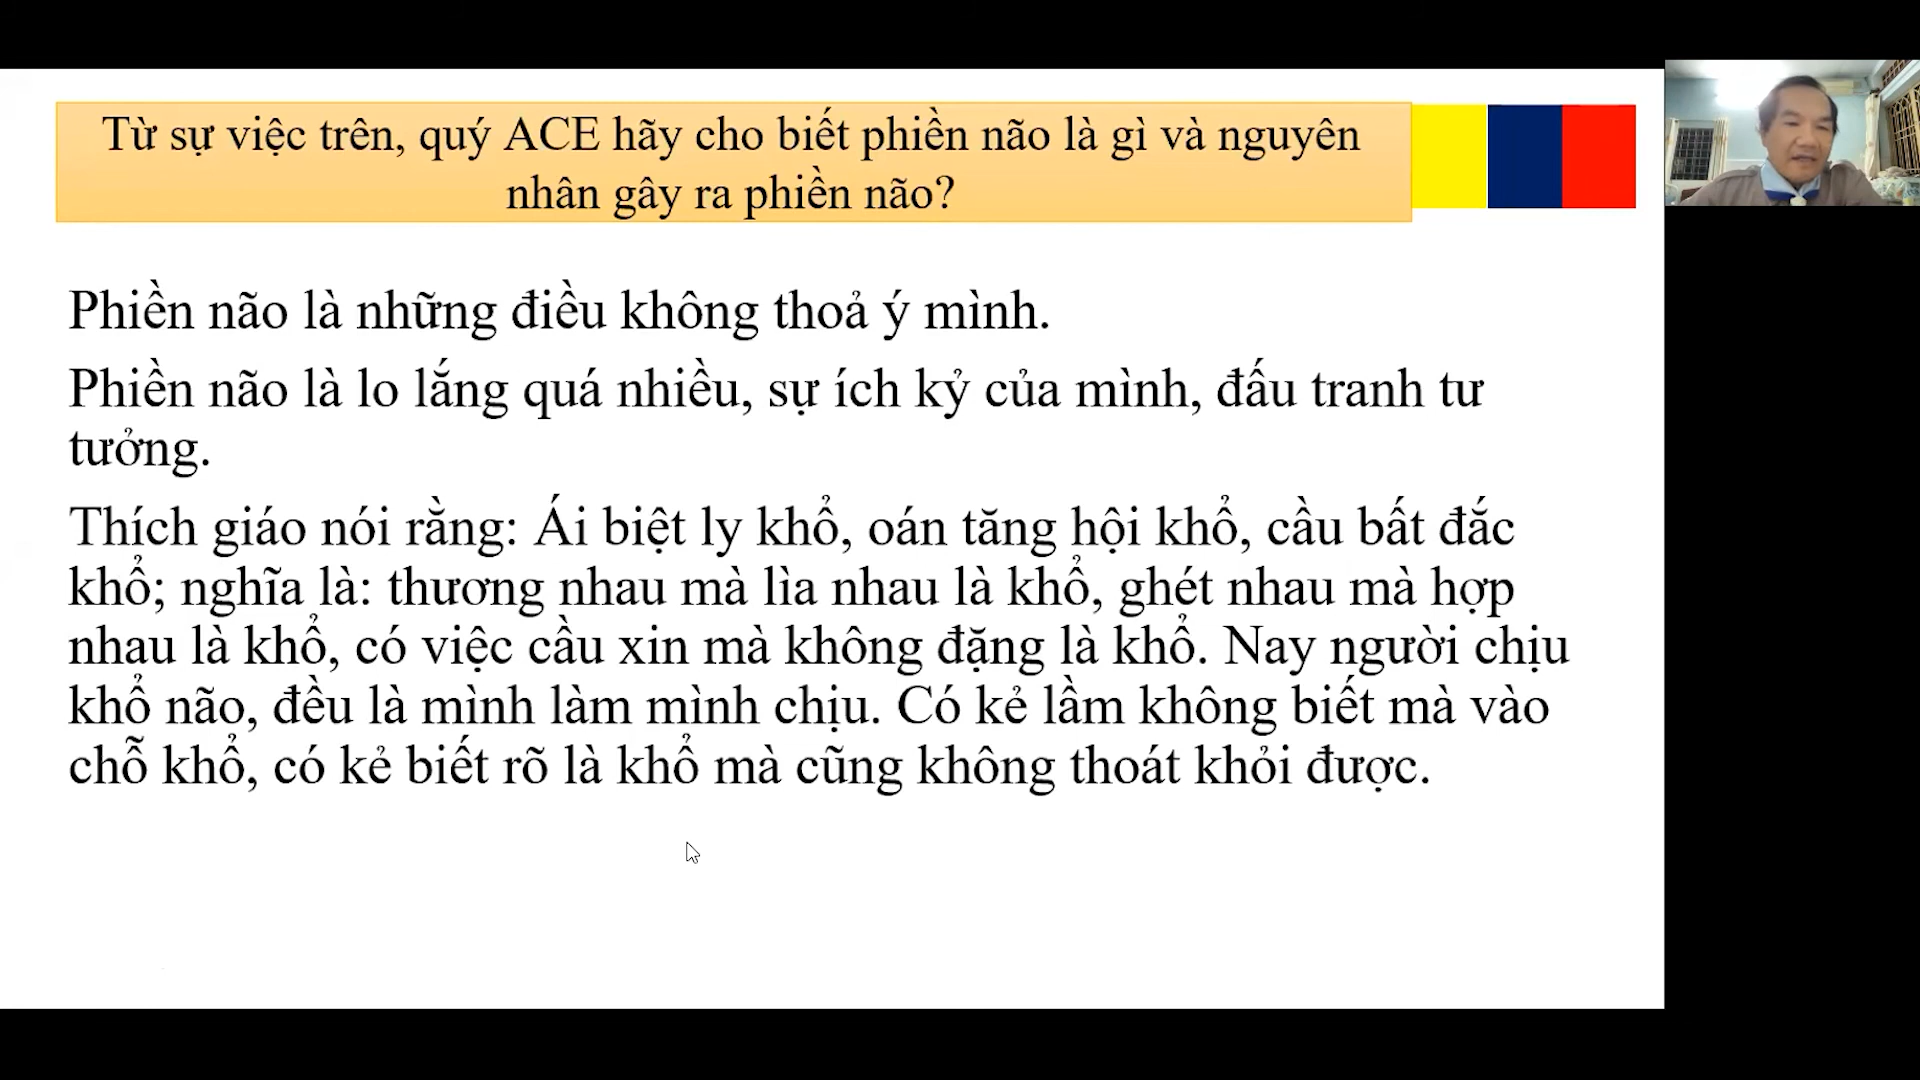 Từ sự việc trên, quý ACE hãy cho biết phiền não là gì và nguyên
nhân gây ra phiền não?
Phiền não là những điều không thoả ý mình.
Phiền não là lo lắng quá nhiều, sự ích kỷ của mình, đấu tranh tư
tưởng.
Thích giáo nói rằng: Ái biệt ly khổ, oán tăng hội khổ, cầu bất đắc
khổ; nghĩa là: thương nhau mà lìa nhau là khổ, ghét nhau mà hợp
nhau là khổ, có việc cầu xin mà không đặng là khổ. Nay người chịu
khổ não, đều là mình làm mình chịu. Có kẻ lầm không biết mà vào
chỗ khổ, có kẻ biết rõ là khổ mà cũng không thoát khỏi được.